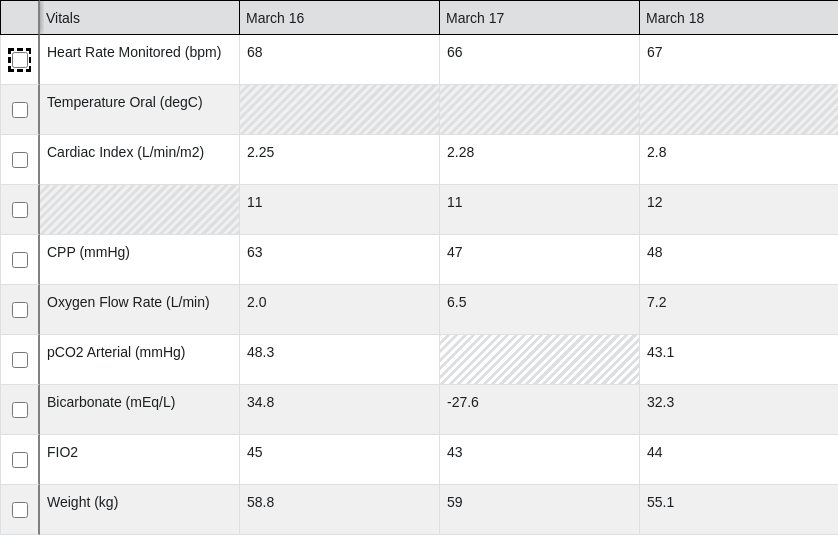 Vitals March 16 March 17 March 18
Heart Rate Monitored (bpm) 68 66 67
Temperature Oral (degC)
Cardiac Index (L/min/m2) 2.25 2.28 2.8
11 11 12
CPP (mmHg) 63 47 48
Oxygen Flow Rate (L/min) 2.0 6.5 7.2
pCO2 Arterial (mmHg) 48.3 43.1
Bicarbonate (mEq/L) 34.8 -27.6 32.3
FIO2 45 43 44
Weight (kg) 58.8 59 55.1